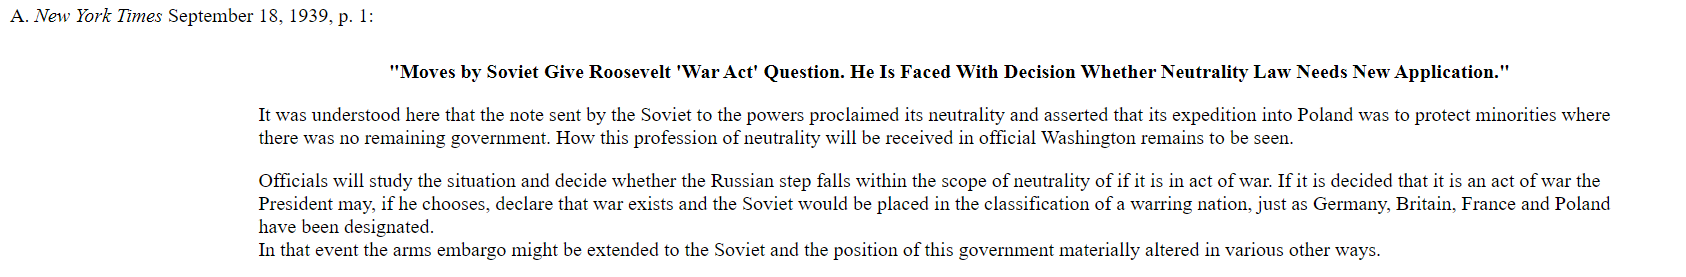 A. New York Times September 18, 1939, p. 1:
"Moves by Soviet Give Roosevelt 'War Act' Question. He Is Faced With Decision Whether Neutrality Law Needs New Application."
It was understood here that the note sent by the Soviet to the powers proclaimed its neutrality and asserted that its expedition into Poland was to protect minorities where
there was no remaining government. How this profession of neutrality will be received in official Washington remains to be seen.
Officials will study the situation and decide whether the Russian step falls within the scope of neutrality of if it is in act of war. If it is decided that it is an act of war the
President may, if he chooses, declare that war exists and the Soviet would be placed in the classification of a warring nation, just as Germany, Britain, France and Poland
have been designated.
In that event the arms embargo might be extended to the Soviet and the position of this government materially altered in various other ways.